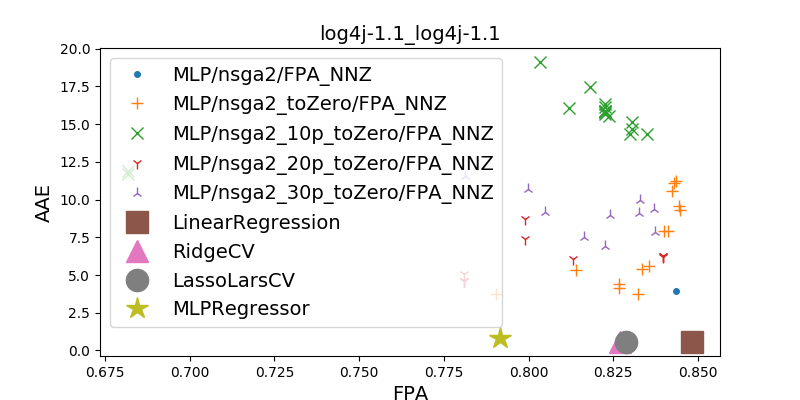 log4j-1.1_log4j-1.1
20.0
17.5
15.0
12.5
10.0
7.5
5.0
2.5
0.0
AAE
MLP/nsga2/FPA_NNZ
MLP/nsga2_toZero/FPA_NNZ
MLP/nsga2_10p_toZero/FPA_NNZ
MLP/nsga2_20p_toZero/FPA_NNZ
MLP/nsga2_30p_toZero/FPA_NNZ
LinearRegression
RidgeCV
LassoLarsCV
MLPRegressor
0.675 0.700 0.725 0.750 0.775 0.800 0.825 0.850
FPA